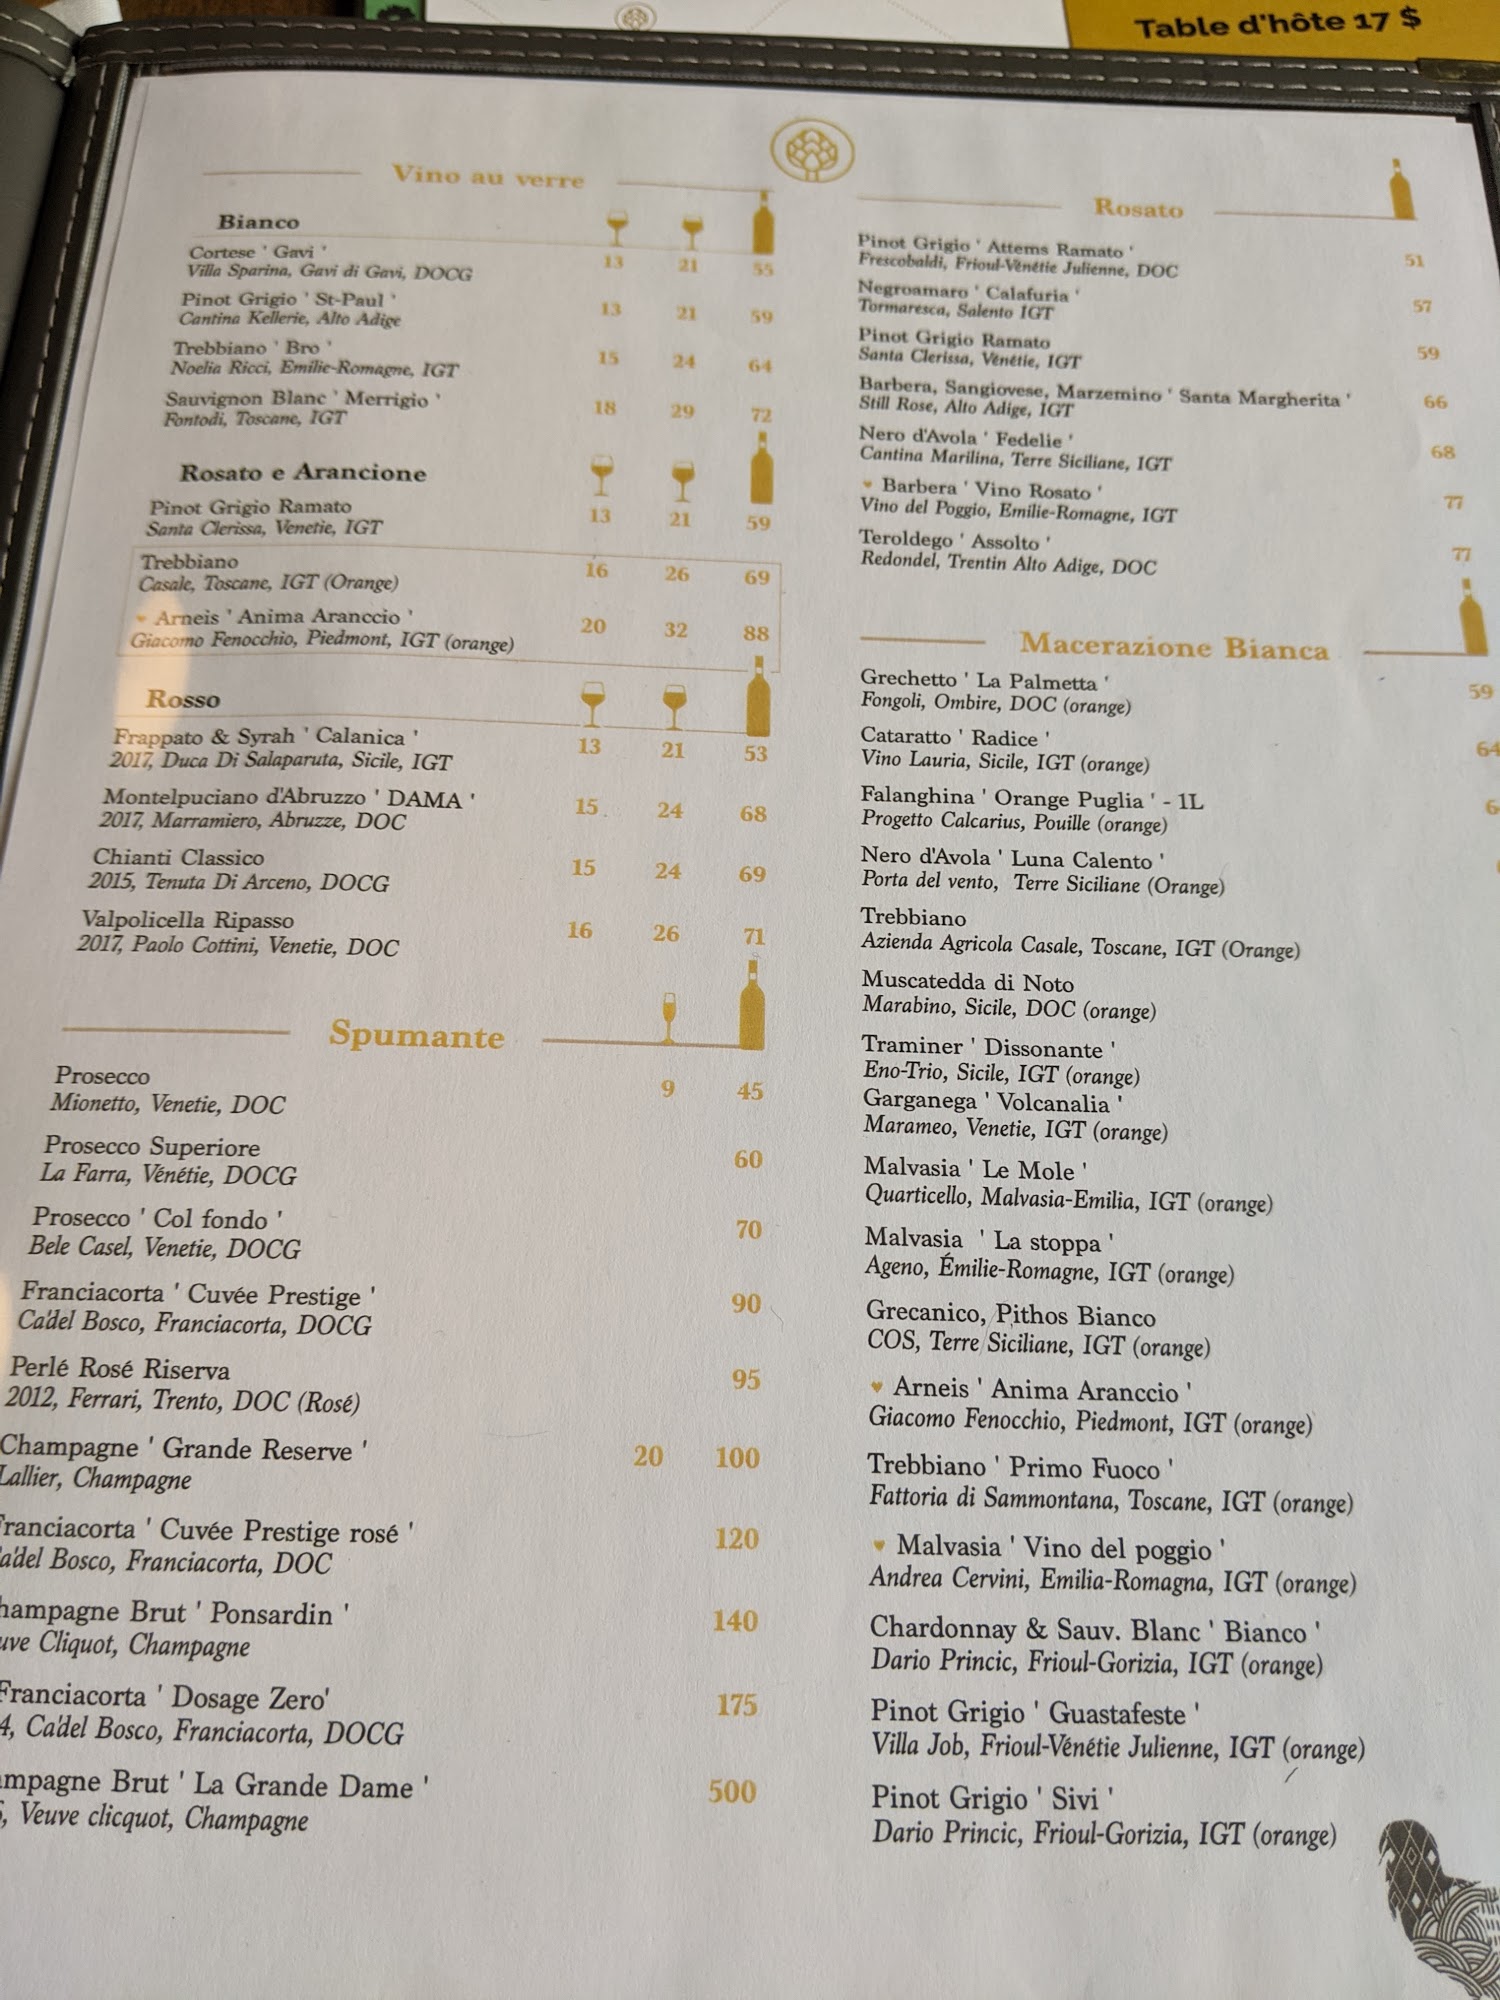 Table d'hôte 17 $
Vino au verre
Bianco
Cortese ' Gavi '
Villa Sparina, Gavi di Gavi, DOCG
13 21 55
Pinot Grigio ' St-Paul '
Cantina Kellerie, Alto Adige
13 21 59
Trebbiano ' Bro '
Noelia Ricci, Emilie-Romagne, IGT
15 24 64
Sauvignon Blanc ' Merrigio '
Fontodi, Toscane, IGT
18 29 72
Rosato e Arancione
Pinot Grigio Ramato
Santa Clerissa, Venetie, IGT
13 21 59
Trebbiano
Casale, Toscane, IGT (Orange)
16 26 69
Arneis ' Anima Aranccio '
Giacomo Fenocchio, Piedmont, IGT (orange)
20 32 88
Rosso
Frappato & Syrah ' Calanica '
2017, Duca Di Salaparuta, Sicile, IGT
13 21 53
Montelpuciano d'Abruzzo ' DAMA '
2017, Marramiero, Abruzze, DOC
15 24 68
Chianti Classico
2015, Tenuta Di Arceno, DOCG
15 24 69
Valpolicella Ripasso
2017, Paolo Cottini, Venetie, DOC
16 26 71
Spumante
Prosecco
Mionetto, Venetie, DOC
9 45
Prosecco Superiore
La Farra, Vénétie, DOCG
60
Prosecco ' Col fondo '
Bele Casel, Venetie, DOCG
70
Franciacorta ' Cuvée Prestige '
Ca'del Bosco, Franciacorta, DOCG
90
Perlé Rosé Riserva
2012, Ferrari, Trento, DOC (Rosé)
95
Champagne ' Grande Reserve '
Lallier, Champagne
20 100
Franciacorta ' Cuvée Prestige rosé '
a'del Bosco, Franciacorta, DOC
120
hampagne Brut ' Ponsardin '
uve Cliquot, Champagne
140
Franciacorta ' Dosage Zero'
4, Ca'del Bosco, Franciacorta, DOCG
175
mpagne Brut ' La Grande Dame '
Veuve clicquot, Champagne
500
Rosato
Pinot Grigio ' Attems Ramato '
Frescobaldi, Frioul-Vénétie Julienne, DOC
51
Negroamaro ' Calafuria '
Tormaresca, Salento IGT
57
Pinot Grigio Ramato
Santa Clerissa, Vénétie, IGT
59
Barbera, Sangiovese, Marzemino ' Santa Margherita '
Still Rose, Alto Adige, IGT
66
Nero d'Avola ' Fedelie '
Cantina Marilina, Terre Siciliane, IGT
68
Barbera ' Vino Rosato '
Vino del Poggio, Emilie-Romagne, IGT
77
Teroldego ' Assolto '
Redondel, Trentin Alto Adige, DOC
77
Macerazione Bianca
Grechetto ' La Palmetta '
Fongoli, Ombire, DOC (orange)
59
Cataratto ' Radice '
Vino Lauria, Sicile, IGT (orange)
64
Falanghina ' Orange Puglia ' - 1L
Progetto Calcarius, Pouille (orange)
6
Nero d'Avola ' Luna Calento '
Porta del vento, Terre Siciliane (Orange)
Trebbiano
Azienda Agricola Casale, Toscane, IGT (Orange)
Muscatedda di Noto
Marabino, Sicile, DOC (orange)
Traminer ' Dissonante '
Eno-Trio, Sicile, IGT (orange)
Garganega ' Volcanalia '
Marameo, Venetie, IGT (orange)
Malvasia ' Le Mole '
Quarticello, Malvasia-Emilia, IGT (orange)
Malvasia ' La stoppa '
Ageno, Émilie-Romagne, IGT (orange)
Grecanico, Pithos Bianco
COS, Terre Siciliane, IGT (orange)
Arneis ' Anima Aranccio '
Giacomo Fenocchio, Piedmont, IGT (orange)
Trebbiano ' Primo Fuoco '
Fattoria di Sammontana, Toscane, IGT (orange)
Malvasia ' Vino del poggio '
Andrea Cervini, Emilia-Romagna, IGT (orange)
Chardonnay & Sauv. Blanc ' Bianco '
Dario Princic, Frioul-Gorizia, IGT (orange)
Pinot Grigio ' Guastafeste '
Villa Job, Frioul-Vénétie Julienne, IGT (orange)
Pinot Grigio ' Sivi '
Dario Princic, Frioul-Gorizia, IGT (orange)